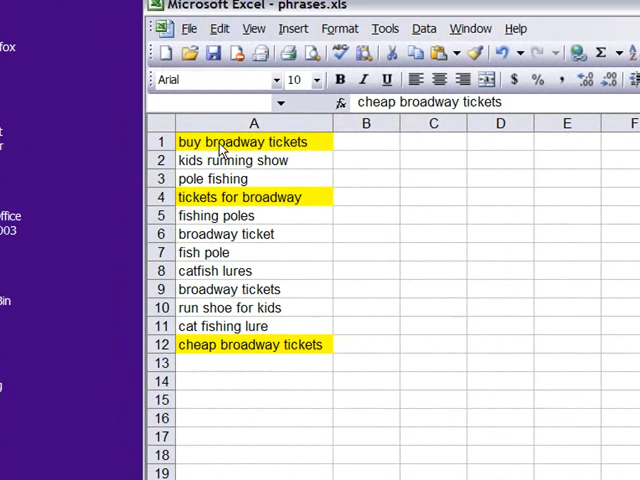 Microsoft Excel - phrases.xls
fox
File Edit View Insert Format Tools Data Window Help
Arial 10 B I U $ % , .00
cheap broadway tickets
A B C D E F
1 buy broadway tickets
2 kids running show
3 pole fishing
4 tickets for broadway
5 fishing poles
ffice
003
6 broadway ticket
7 fish pole
8 catfish lures
9 broadway tickets
Bin
10 run shoe for kids
11 cat fishing lure
12 cheap broadway tickets
13
14
g
15
16
17
18
19